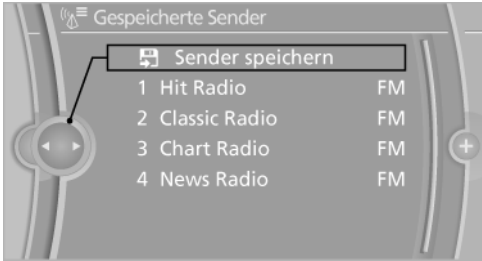 Gespeicherte Sender
Sender speichern
1 Hit Radio FM
2 Classic Radio FM
3 Chart Radio FM
4 News Radio FM